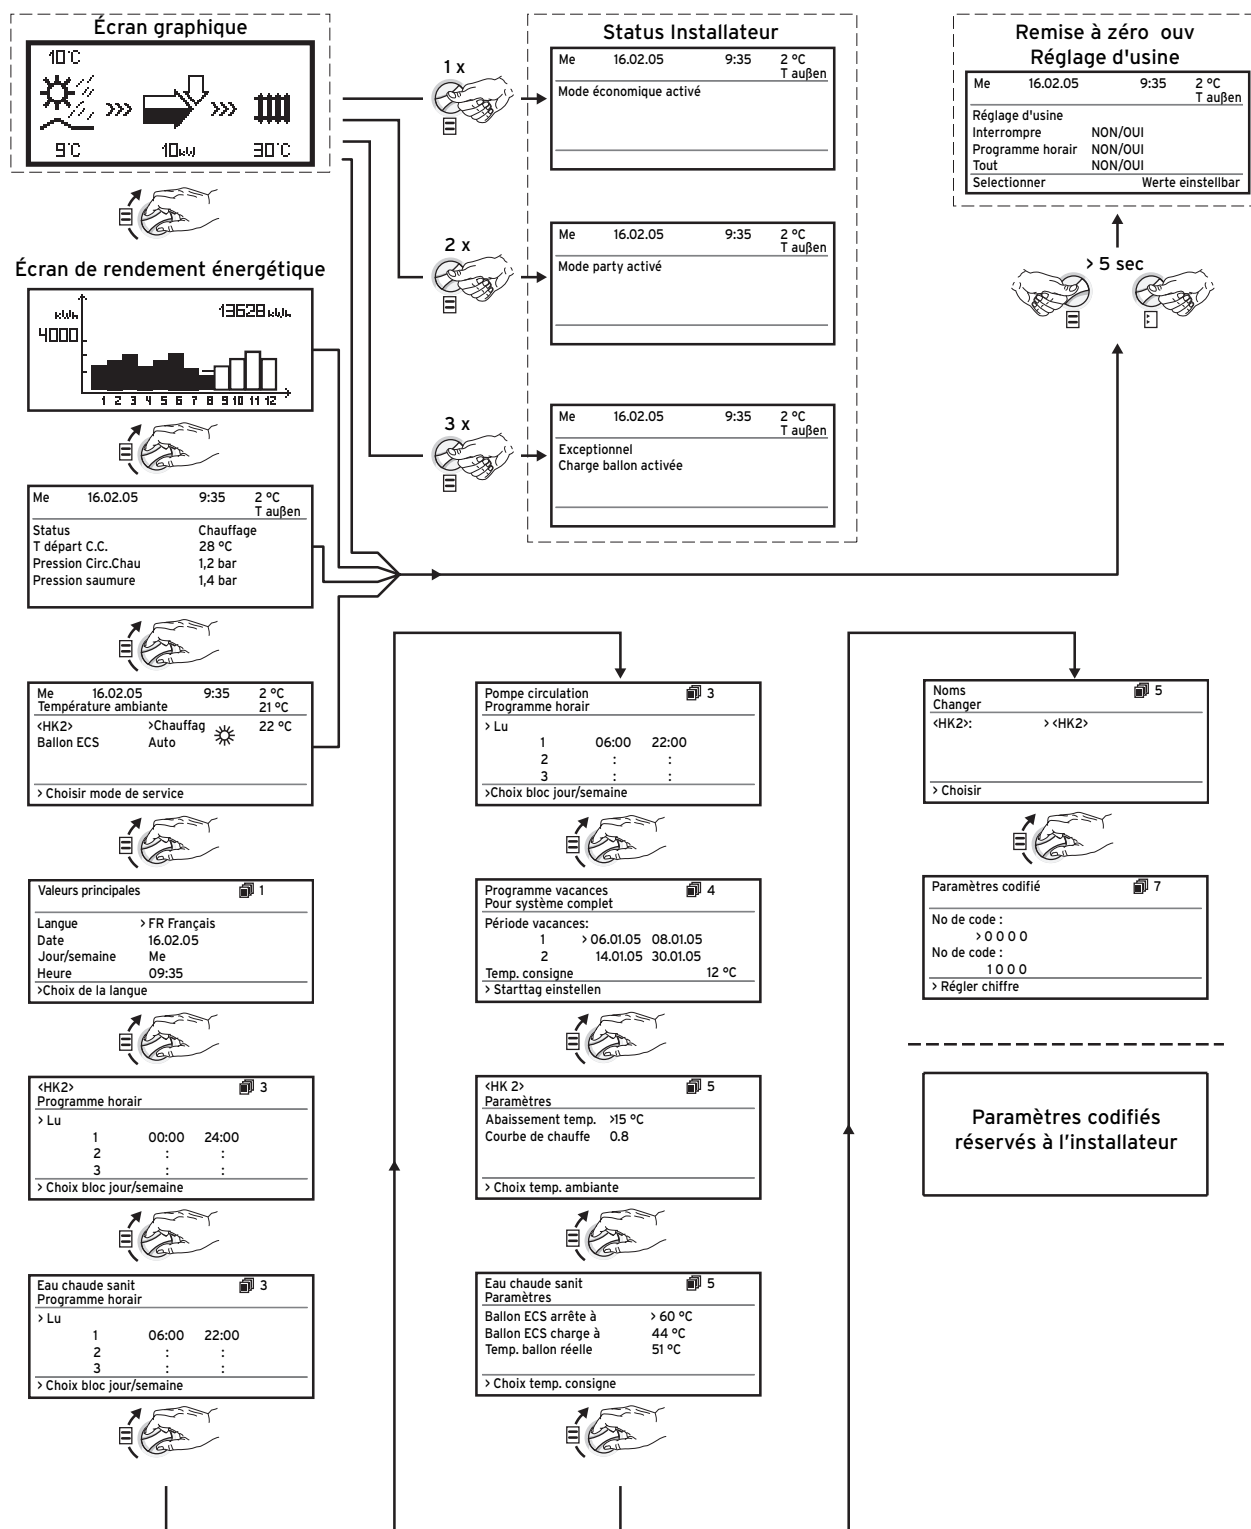 Écran graphique
10°C
9°C
10kW
30°C
Écran de rendement énergétique
kWh
4000
13628 kWh
1 2 3 4 5 6 7 8 9 10 11 12
Me 16.02.05 9:35 2 °C
T außen
Status Chauffage
T départ C.C. 28 °C
Pression Circ.Chau 1,2 bar
Pression saumure 1,4 bar
Me 16.02.05 9:35 2 °C
Température ambiante 21 °C
<HK2> >Chauffag 22 °C
Ballon ECS Auto
> Choisir mode de service
Valeurs principales 1
Langue > FR Français
Date 16.02.05
Jour/semaine Me
Heure 09:35
>Choix de la langue
<HK2> 3
Programme horair
> Lu
1 00:00 24:00
2 : :
3 : :
> Choix bloc jour/semaine
Eau chaude sanit 3
Programme horair
> Lu
1 06:00 22:00
2 : :
3 : :
> Choix bloc jour/semaine
Status Installateur
1 x
Me 16.02.05 9:35 2 °C
T außen
Mode économique activé
2 x
Me 16.02.05 9:35 2 °C
T außen
Mode party activé
3 x
Me 16.02.05 9:35 2 °C
T außen
Exceptionnel
Charge ballon activée
Pompe circulation 3
Programme horair
> Lu
1 06:00 22:00
2 : :
3 : :
>Choix bloc jour/semaine
Programme vacances 4
Pour système complet
Période vacances:
1 > 06.01.05 08.01.05
2 14.01.05 30.01.05
Temp. consigne 12 °C
> Starttag einstellen
<HK 2> 5
Paramètres
Abaissement temp. >15 °C
Courbe de chauffe 0.8
> Choix temp. ambiante
Eau chaude sanit 5
Paramètres
Ballon ECS arrête à > 60 °C
Ballon ECS charge à 44 °C
Temp. ballon réelle 51 °C
> Choix temp. consigne
Remise à zéro ouv
Réglage d'usine
Me 16.02.05 9:35 2 °C
T außen
Réglage d'usine
Interrompre NON/OUI
Programme horair NON/OUI
Tout NON/OUI
Selectionner Werte einstellbar
> 5 sec
Noms 5
Changer
<HK2>: > <HK2>
> Choisir
Paramètres codifié 7
No de code :
> 0 0 0 0
No de code :
1 0 0 0
> Régler chiffre
Paramètres codifiés
réservés à l'installateur